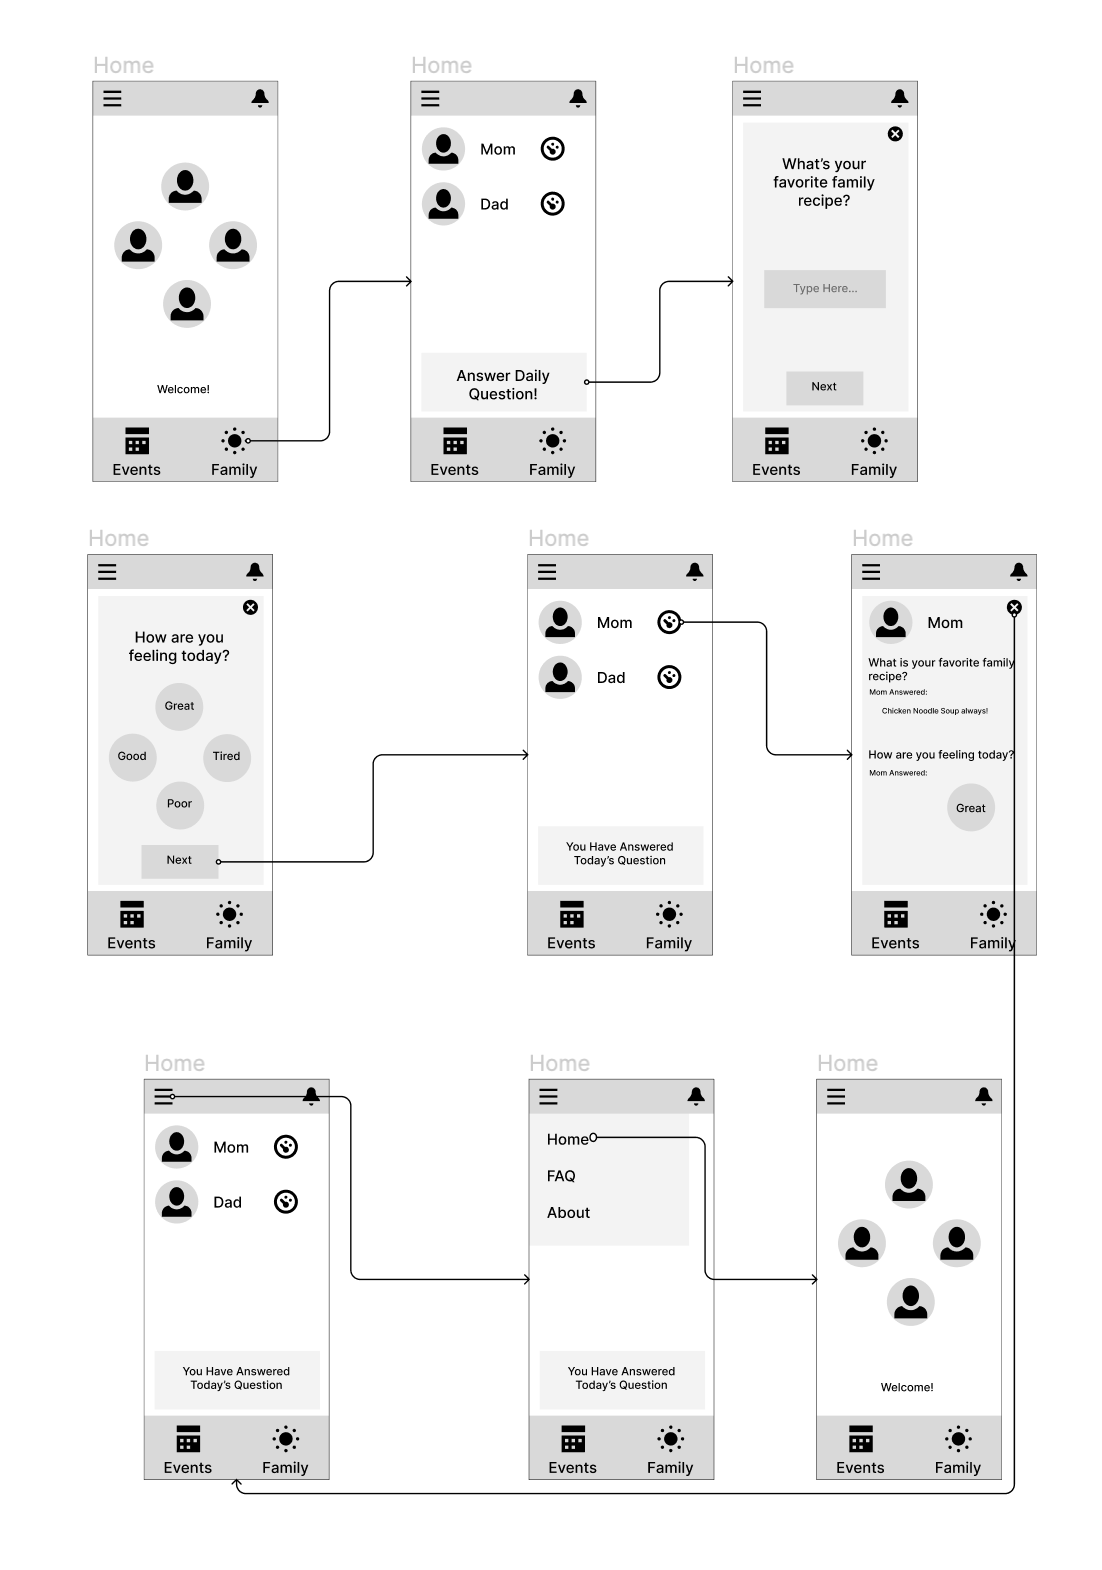 Home
Welcome!
Events
Family
Home
Mom
Dad
Answer Daily
Question!
Events
Family
Home
What's your
favorite family
recipe?
Type Here...
Next
Events
Family
Home
How are you
feeling today?
Great
Good
Tired
Poor
Next
Events
Family
Home
Mom
Dad
You Have Answered
Today's Question
Events
Family
Home
Mom
What is your favorite family
recipe?
Mom Answered:
Chicken Noodle Soup always!
How are you feeling today?
Mom Answered:
Great
Events
Family
Home
Mom
Dad
You Have Answered
Today's Question
Events
Family
Home
Home
FAQ
About
You Have Answered
Today's Question
Events
Family
Home
Welcome!
Events
Family